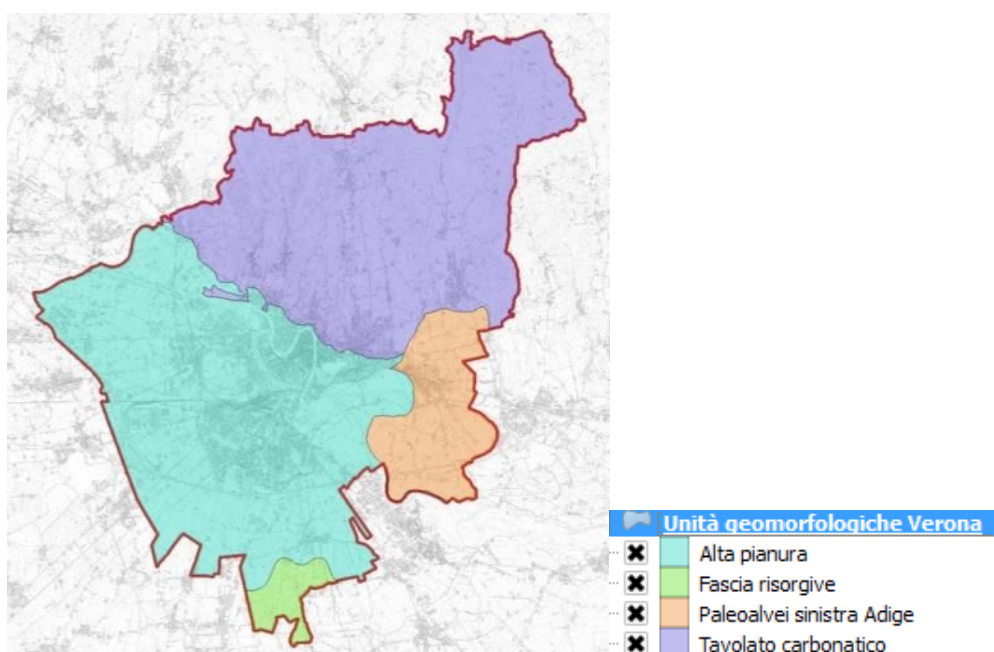 Unità geomorfologiche Verona
Alta pianura
Fascia risorgive
Paleoalvei sinistra Adige
Tavolato carbonatico